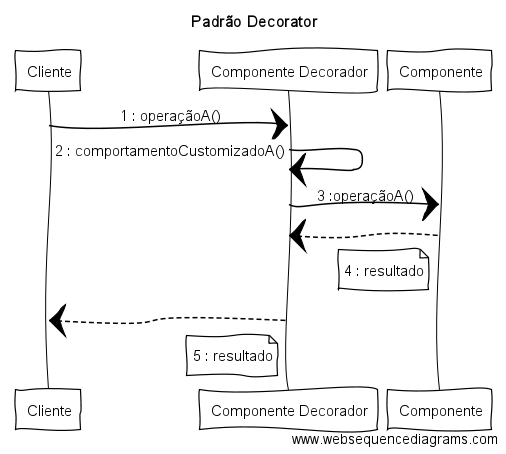 Padrão Decorator
Cliente
Componente Decorador
Componente
1 : operaçãoA()
2 : comportamentoCustomizadoA()
3 :operaçãoA()
4 : resultado
5 : resultado
Cliente
Componente Decorador
Componente
www.websequencediagrams.com